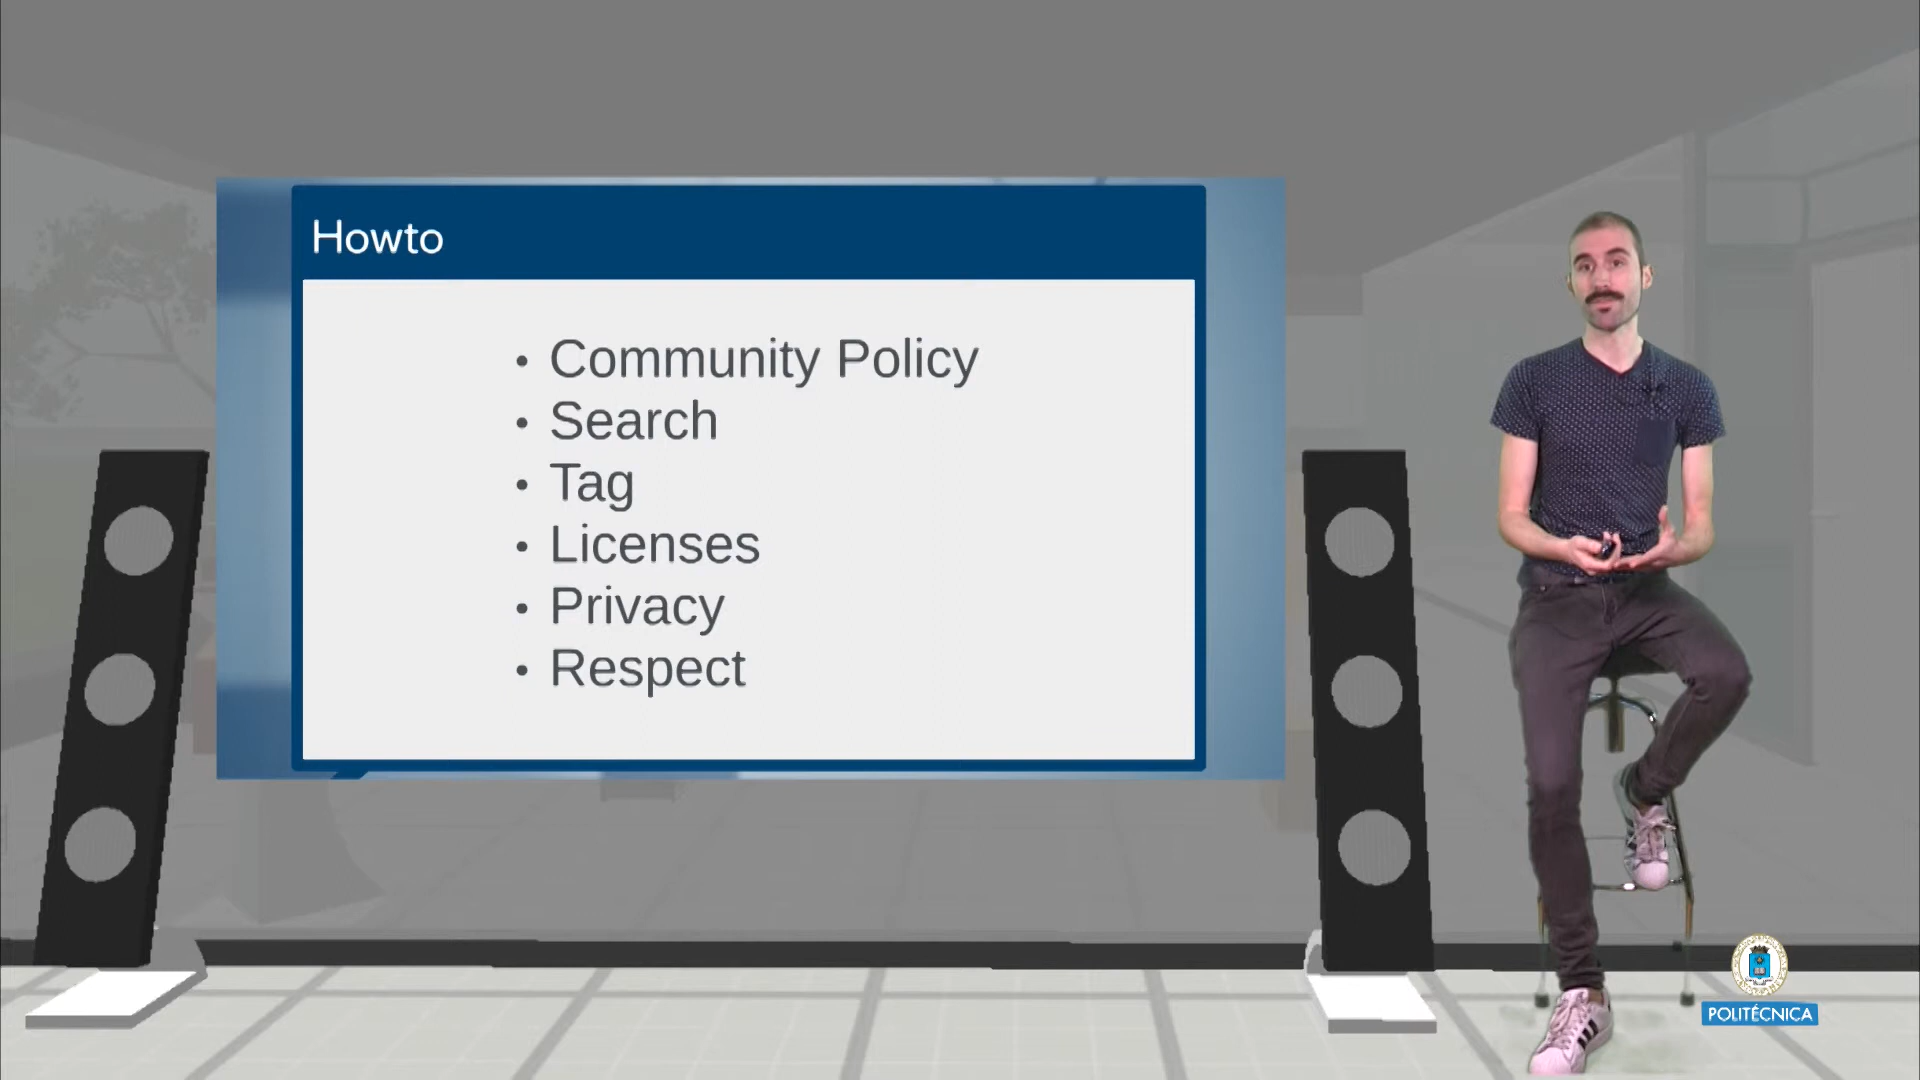 Howto
• Community Policy
• Search
• Tag
• Licenses
• Privacy
• Respect
POLITÉCNICA